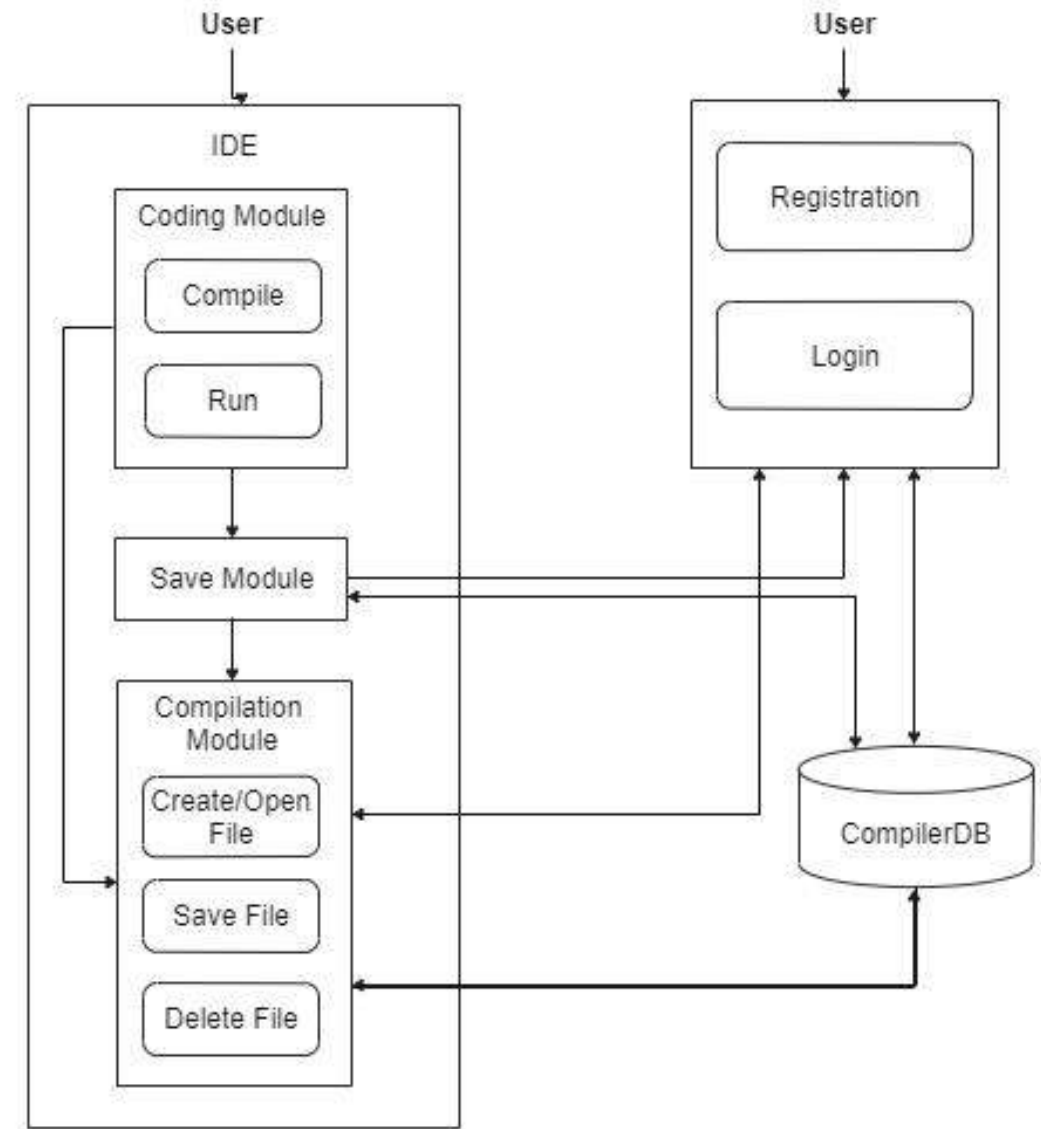 User
IDE
Coding Module
Compile
Run
Save Module
Compilation
Module
Create/Open
File
Save File
Delete File
User
Registration
Login
CompilerDB